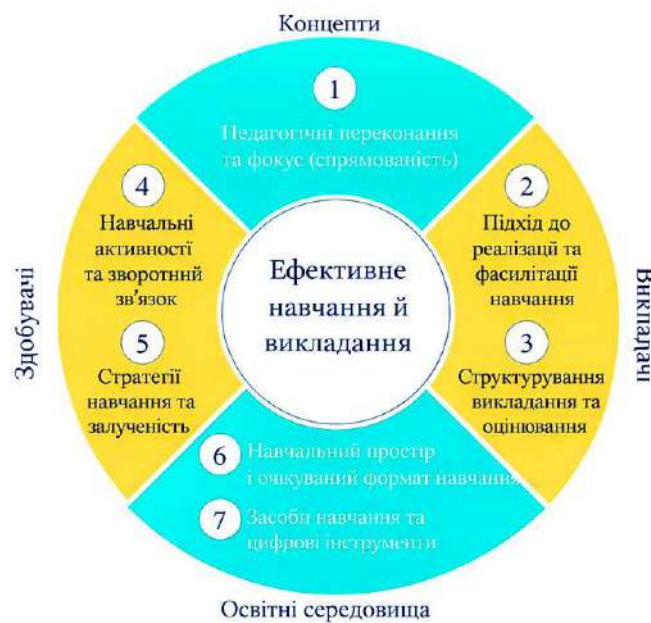 Концепти
1
Педагогічні переконання
та фокус (спрямованість)
4
Навчальні
активності
та зворотний
зв'язок
5
Стратегії
навчання та
залученість
Здобувачі
Ефективне
навчання й
викладання
2
Підхід до
реалізації та
фасилітації
навчання
3
Структурування
викладання та
оцінювання
Викладачі
6
Навчальний простір
і очкуваний формат навчання
7
Засоби навчання та
цифрові інструменти
Освітні середовища